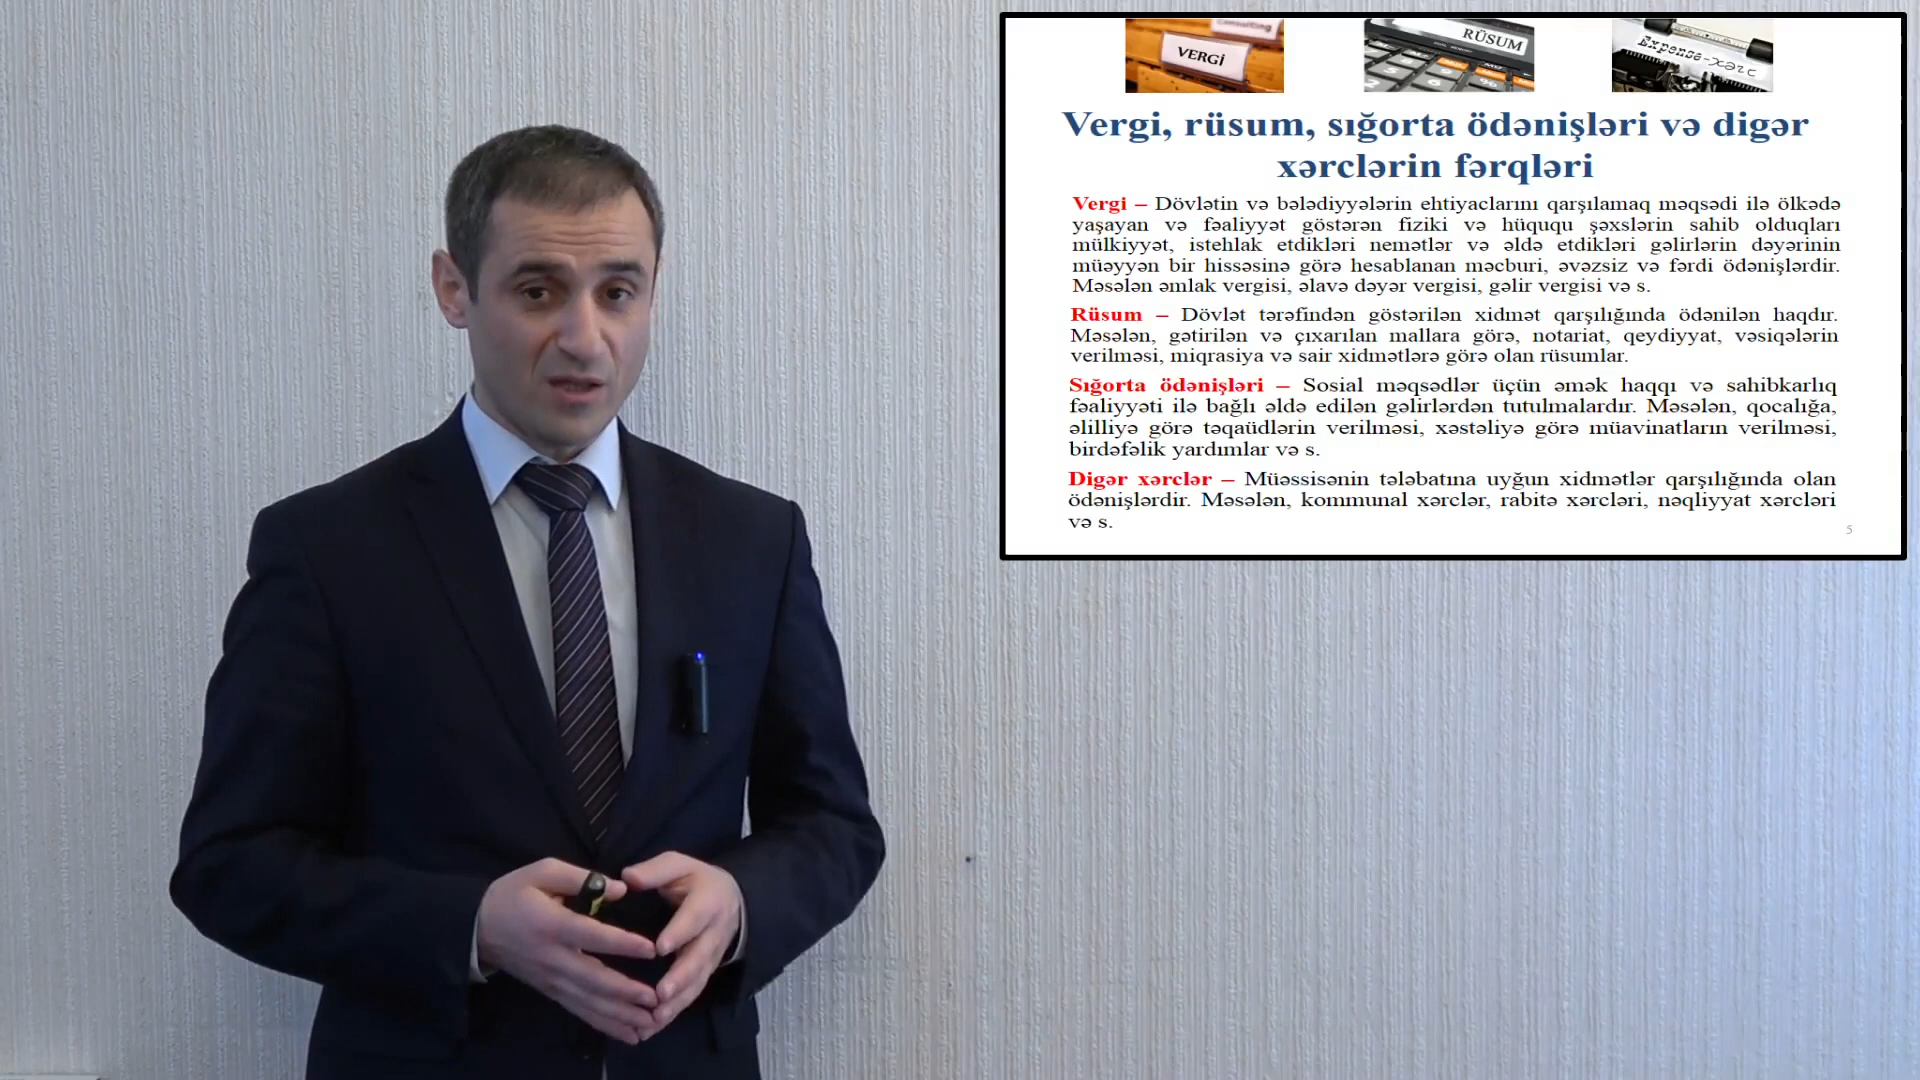 Consulting
VERGİ
RÜSUM
Expense-xərc
Vergi, rüsum, sığorta ödənişləri və digər
xərclərin fərqləri
Vergi – Dövlətin və bələdiyyələrin ehtiyaclarını qarşılamaq məqsədi ilə ölkədə
yaşayan və fəaliyyət göstərən fiziki və hüququ şəxslərin sahib olduqları
mülkiyyət, istehlak etdikləri nemətlər və əldə etdikləri gəlirlərin dəyərinin
müəyyən bir hissəsinə görə hesablanan məcburi, əvəzsiz və fərdi ödənişlərdir.
Məsələn əmlak vergisi, əlavə dəyər vergisi, gəlir vergisi və s.
Rüsum – Dövlət tərəfindən göstərilən xidmət qarşılığında ödənilən haqdır.
Məsələn, gətirilən və çıxarılan mallara görə, notariat, qeydiyyat, vəsiqələrin
verilməsi, miqrasiya və sair xidmətlərə görə olan rüsumlar.
Sığorta ödənişləri – Sosial məqsədlər üçün əmək haqqı və sahibkarlıq
fəaliyyəti ilə bağlı əldə edilən gəlirlərdən tutulmalardır. Məsələn, qocalığa,
əlilliyə görə təqaüdlərin verilməsi, xəstəliyə görə müavinatların verilməsi,
birdəfəlik yardımlar və s.
Digər xərclər – Müəssisənin tələbatına uyğun xidmətlər qarşılığında olan
ödənişlərdir. Məsələn, kommunal xərclər, rabitə xərcləri, nəqliyyat xərcləri
və s.
5